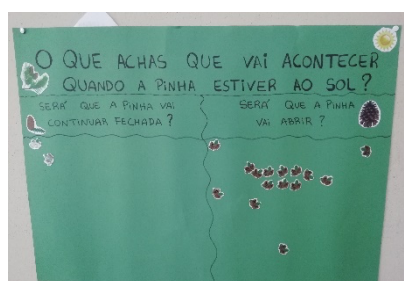 O QUE ACHAS QUE VAI ACONTECER
QUANDO A PINHA ESTIVER AO SOL?
SERÁ QUE A PINHA VAI
CONTINUAR FECHADA?
SERÁ QUE A PINHA
VAI ABRIR?